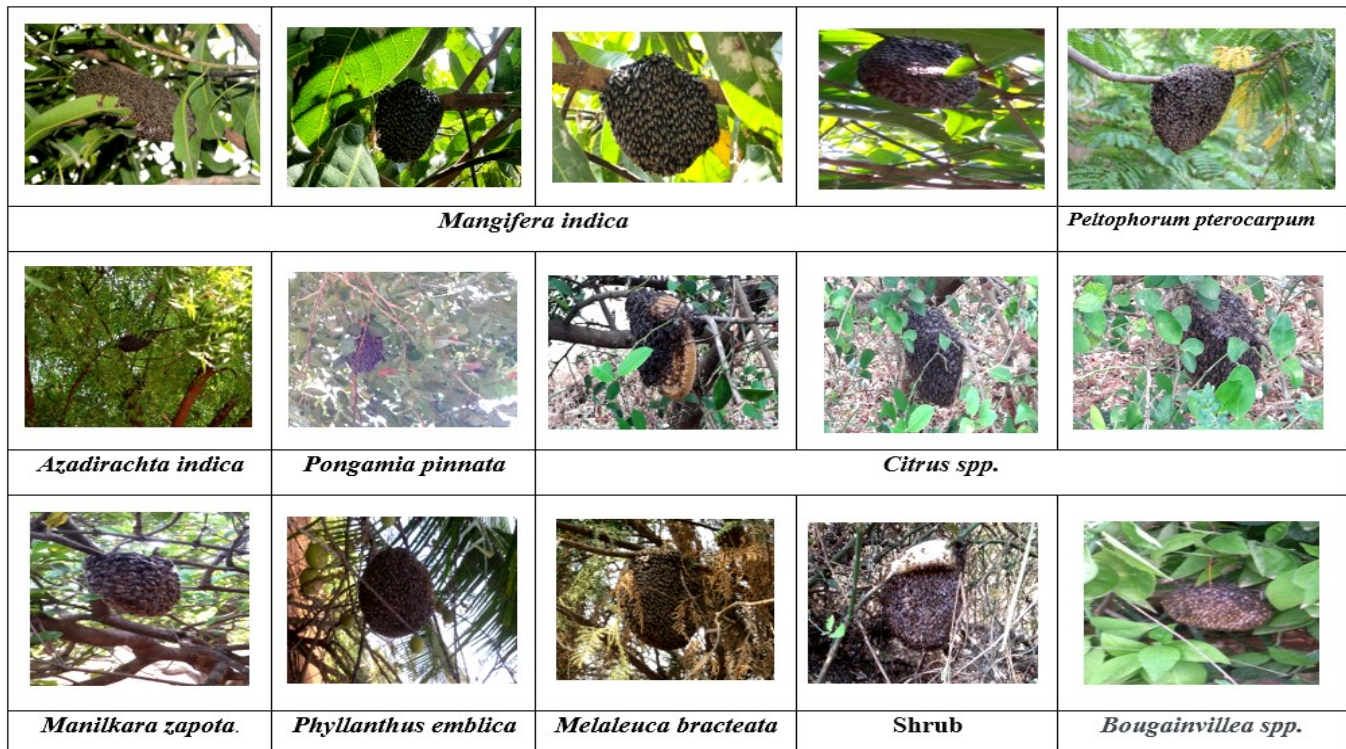 Mangifera indica
Peltophorum pterocarpum
Azadirachta indica
Pongamia pinnata
Citrus spp.
Manilkara zapota.
Phyllanthus emblica
Melaleuca bracteata
Shrub
Bougainvillea spp.